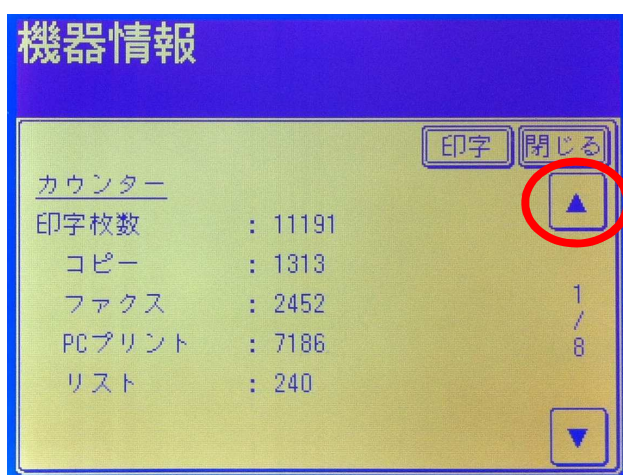 機器情報
印字 閉じる
カウンター
▲
印字枚数 : 11191
コピー : 1313
ファクス : 2452
1/8
PCプリント : 7186
リスト : 240
▼